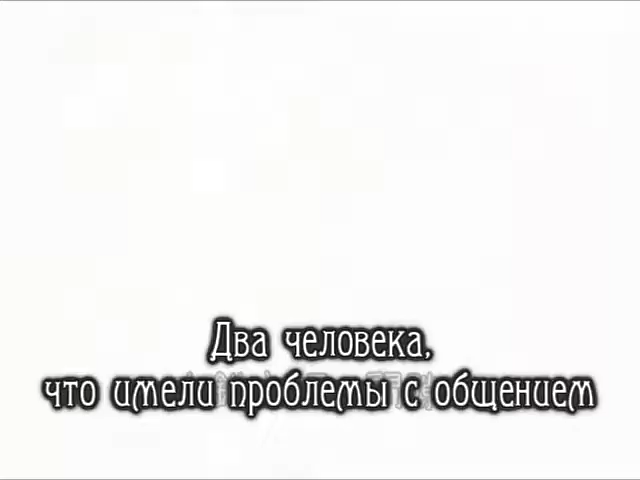 Два человека,
что имели проблемы с общением